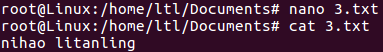 root@Linux:/home/ltl/Documents# nano 3.txt
root@Linux:/home/ltl/Documents# cat 3.txt
nihao litanling